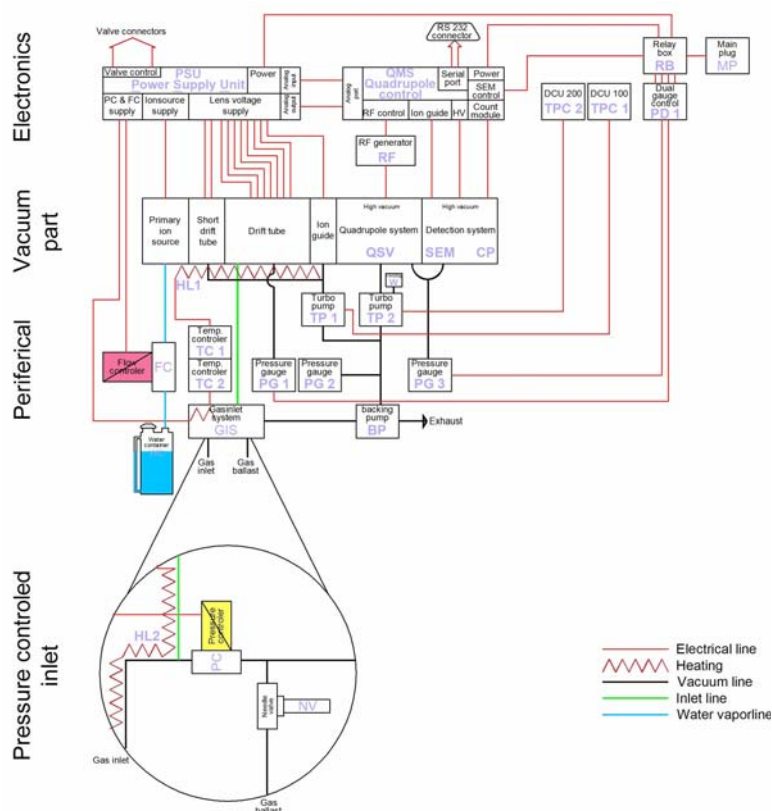 Electronics
Vacuum
part
Periferical
Pressure controled
inlet
Valve connectors
RS 232
connector
Valve control
PSU
Power Supply Unit
Power
Analog
input
PC & FC
supply
Ionsource
supply
Lens voltage
supply
Analog
output
Analog
port
QMS
Quadrupole
control
Serial
port
Power
SEM
control
RF control
Ion guide
HV
Count
module
Relay
box
RB
Main
plug
MP
DCU 200
TPC 2
DCU 100
TPC 1
Dual
gauge
control
PD 1
RF generator
RF
Primary
ion
source
Short
drift
tube
Drift tube
Ion
guide
High vacuum
Quadrupole system
QSV
High vacuum
Detection system
SEM
CP
HL1
Turbo
pump
TP 1
W
Turbo
pump
TP 2
Temp.
controler
TC 1
Temp.
controler
TC 2
Flow
controler
FC
Pressure
gauge
PG 1
Pressure
gauge
PG 2
Pressure
gauge
PG 3
Gasinlet
system
GIS
backing
pump
BP
Exhaust
Water
container
Gas
inlet
Gas
ballast
HL2
Pressure
controler
PC
Needle
valve
NV
Gas inlet
Gas
ballast
Electrical line
Heating
Vacuum line
Inlet line
Water vaporline